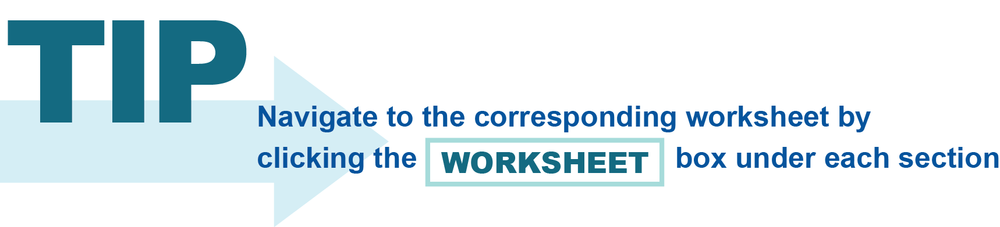 TIP
Navigate to the corresponding worksheet by
clicking the WORKSHEET box under each section